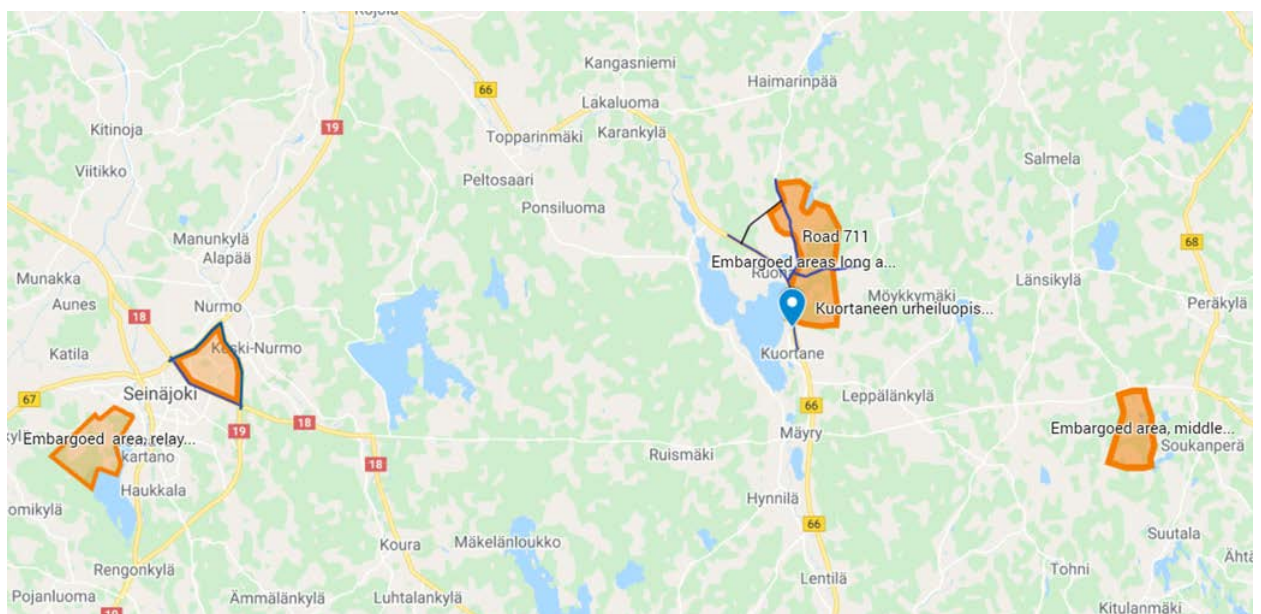 Kojola
Kangasniemi
66
Haimarinpää
Lakaluoma
Kitinoja
19
Topparinmäki
Karankylä
Salmela
Viitikko
Peltosaari
Ponsiluoma
Road 711
Manunkylä
Alapää
68
Embargoed areas long a...
Munakka
Länsikylä
Aunes
Nurmo
Möykkymäki
Peräkylä
18
Kuortaneen urheiluopis...
Katila
Kuortane
Seinäjoki
Leppälänkylä
67
66
18
19
Embargoed area, relay...
Mäyry
Embargoed area, middle...
kartano
Ruismäki
Soukanperä
18
Haukkala
Hynnilä
omikylä
66
Suutala
Koura
Mäkelänloukko
Rengonkylä
Tohni
Lentilä
Pojanluoma
Ämmälänkylä
Luhtalankylä
Kitulanmäki
19